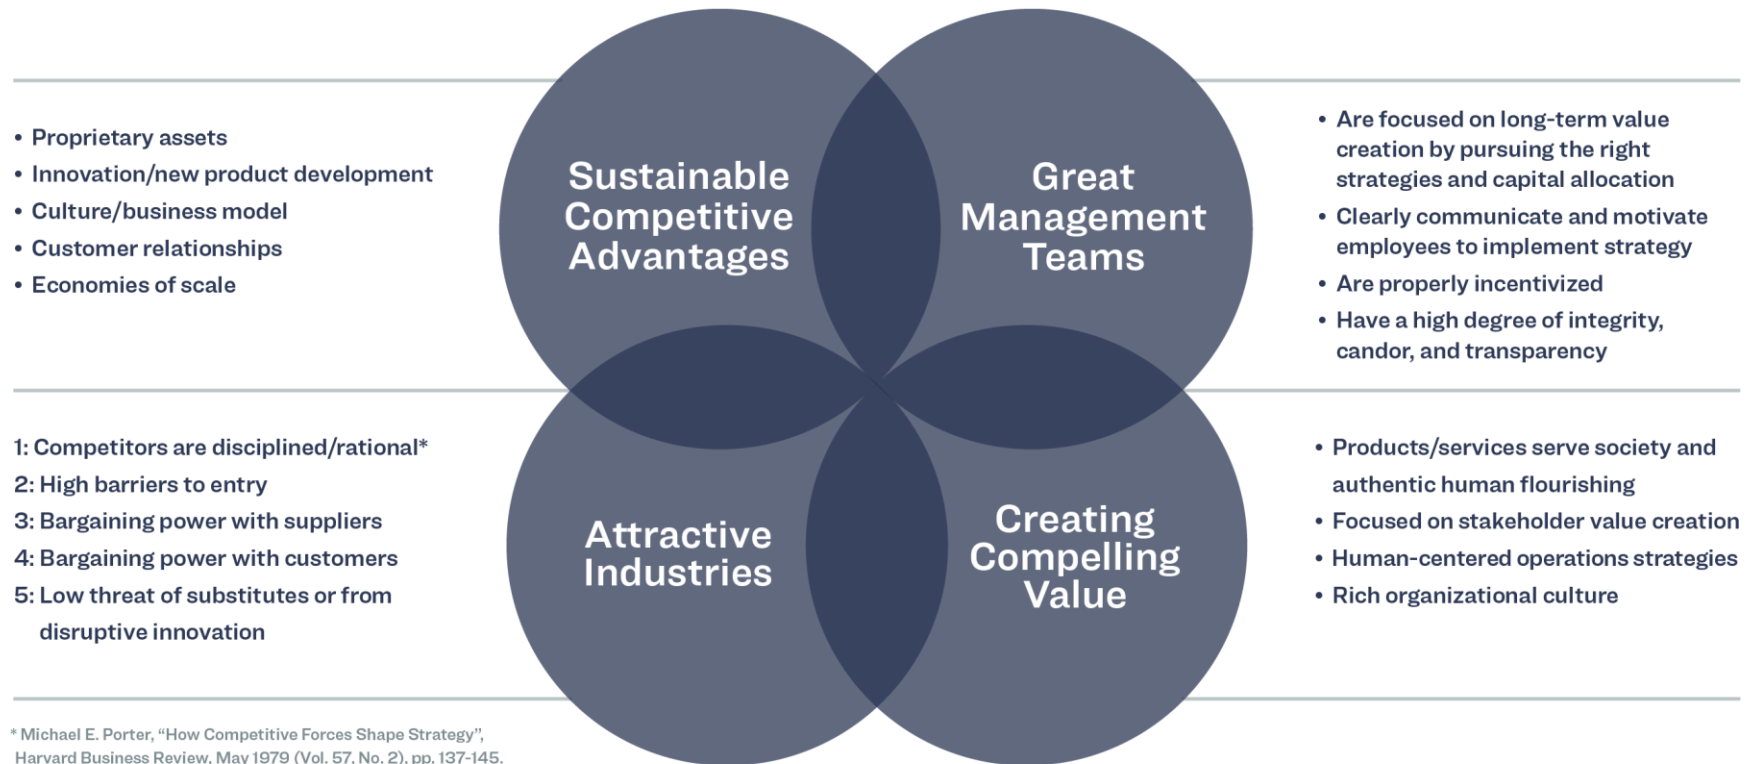 • Proprietary assets
• Innovation/new product development
• Culture/business model
• Customer relationships
• Economies of scale
Sustainable
Competitive
Advantages
Great
Management
Teams
• Are focused on long-term value
creation by pursuing the right
strategies and capital allocation
• Clearly communicate and motivate
employees to implement strategy
• Are properly incentivized
• Have a high degree of integrity,
candor, and transparency
1: Competitors are disciplined/rational*
2: High barriers to entry
3: Bargaining power with suppliers
4: Bargaining power with customers
5: Low threat of substitutes or from
disruptive innovation
Attractive
Industries
Creating
Compelling
Value
• Products/services serve society and
authentic human flourishing
• Focused on stakeholder value creation
• Human-centered operations strategies
• Rich organizational culture
* Michael E. Porter, “How Competitive Forces Shape Strategy”,
Harvard Business Review, May 1979 (Vol. 57, No. 2), pp. 137-145.